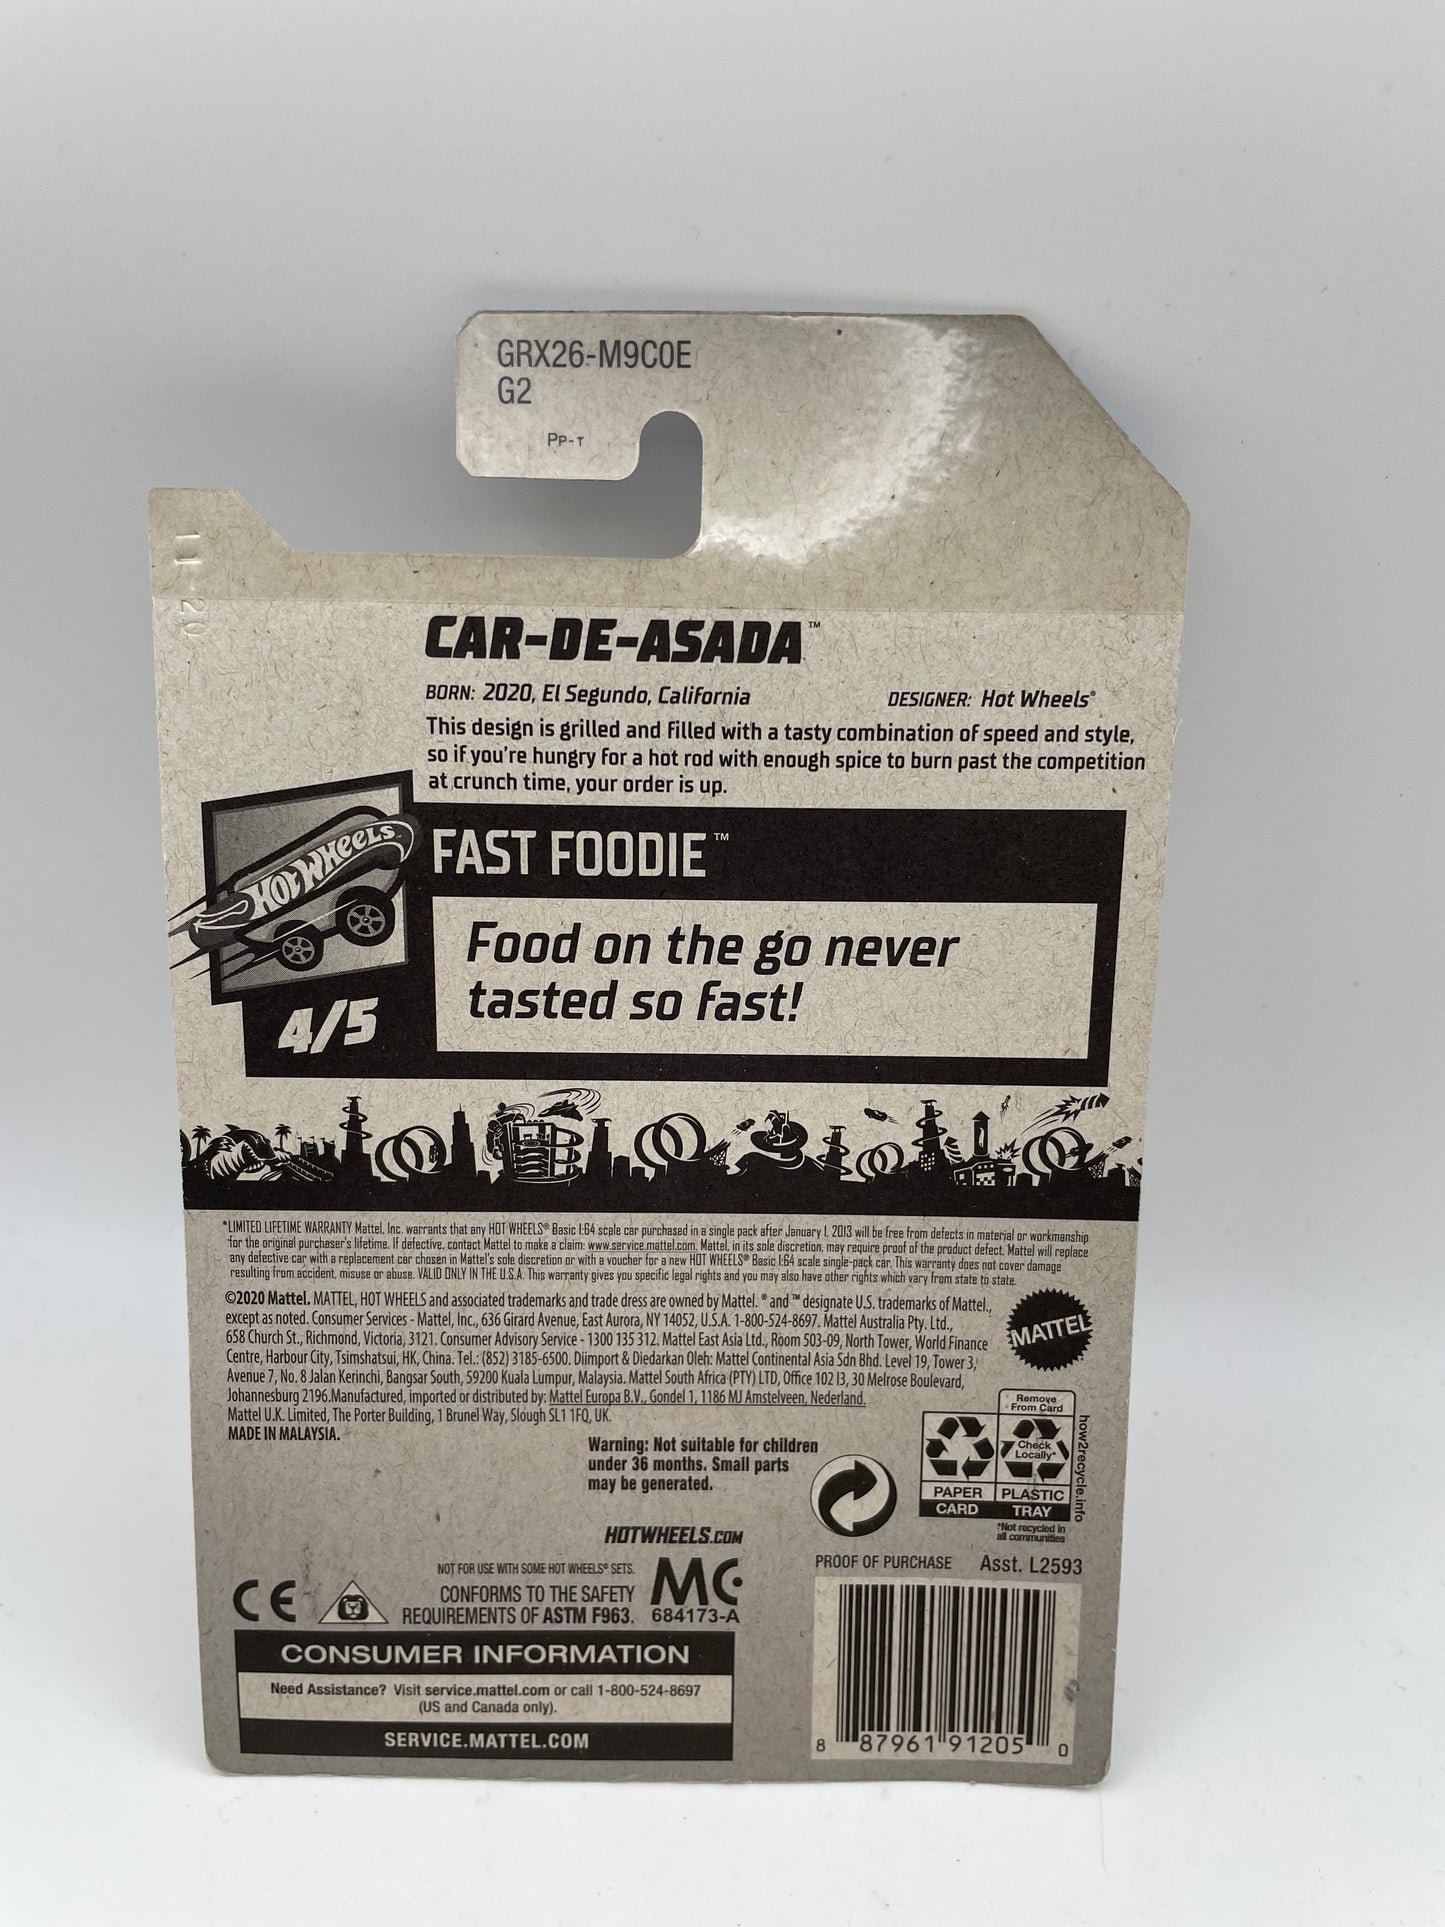 GRX26-M9C0E
G2
PP-T
11-20
CAR-DE-ASADA™
BORN: 2020, El Segundo, California DESIGNER: Hot Wheels®
This design is grilled and filled with a tasty combination of speed and style,
so if you're hungry for a hot rod with enough spice to burn past the competition
at crunch time, your order is up.
HOT WHEELS
FAST FOODIE™
Food on the go never
tasted so fast!
4/5
*LIMITED LIFETIME WARRANTY Mattel, Inc. warrants that any HOT WHEELS® Basic 1:64 scale car purchased in a single pack after January 1, 2013 will be free from defects in material or workmanship
for the original purchaser's lifetime. If defective, contact Mattel to make a claim: www.service.mattel.com. Mattel, in its sole discretion, may require proof of the product defect. Mattel will replace
any defective car with a replacement car chosen in Mattel's sole discretion or with a voucher for a new HOT WHEELS® Basic 1:64 scale single-pack car. This warranty does not cover damage
resulting from accident, misuse or abuse. VALID ONLY IN THE U.S.A. This warranty gives you specific legal rights and you may also have other rights which vary from state to state.
©2020 Mattel. MATTEL, HOT WHEELS and associated trademarks and trade dress are owned by Mattel. ® and ™ designate U.S. trademarks of Mattel,
except as noted. Consumer Services - Mattel, Inc., 636 Girard Avenue, East Aurora, NY 14052, U.S.A. 1-800-524-8697. Mattel Australia Pty. Ltd.,
658 Church St., Richmond, Victoria, 3121. Consumer Advisory Service - 1300 135 312. Mattel East Asia Ltd., Room 503-09, North Tower, World Finance
Centre, Harbour City, Tsimshatsui, HK, China. Tel.: (852) 3185-6500. Diimport & Diedarkan Oleh: Mattel Continental Asia Sdn Bhd. Level 19, Tower 3,
Avenue 7, No. 8 Jalan Kerinchi, Bangsar South, 59200 Kuala Lumpur, Malaysia. Mattel South Africa (PTY) LTD, Office 102 I3, 30 Melrose Boulevard,
Johannesburg 2196.Manufactured, imported or distributed by: Mattel Europa B.V., Gondel 1, 1186 MJ Amstelveen, Nederland.
Mattel U.K. Limited, The Porter Building, 1 Brunel Way, Slough SL1 1FQ, UK.
MADE IN MALAYSIA.
MATTEL
Remove
From Card
Check
Locally*
PAPER PLASTIC
CARD TRAY
how2recycle.info
*Not recycled in
all communities
Warning: Not suitable for children
under 36 months. Small parts
may be generated.
HOTWHEELS.COM
NOT FOR USE WITH SOME HOT WHEELS® SETS.
CONFORMS TO THE SAFETY
REQUIREMENTS OF ASTM F963.
CE
MC
684173-A
PROOF OF PURCHASE Asst. L2593
CONSUMER INFORMATION
Need Assistance? Visit service.mattel.com or call 1-800-524-8697
(US and Canada only).
SERVICE.MATTEL.COM
8 87961 91205 0